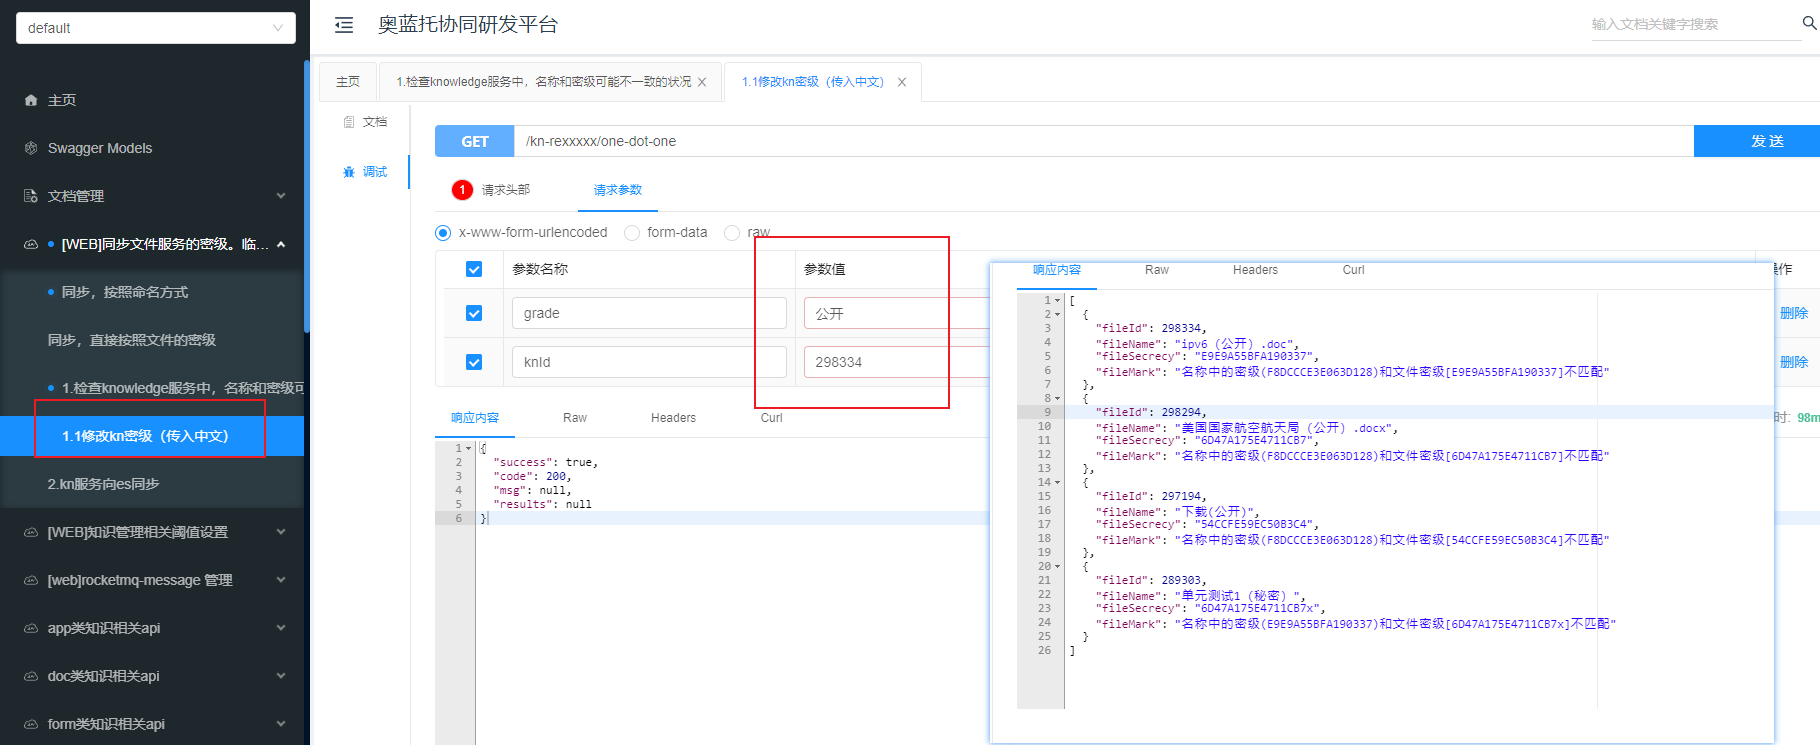 default
奥蓝托协同研发平台
输入文档关键字搜索
主页
Swagger Models
文档管理
[WEB]同步文件服务的密级。临...
同步，按照命名方式
同步，直接按照文件的密级
1.检查knowledge服务中，名称和密级可
1.1修改kn密级（传入中文）
2.kn服务向es同步
[WEB]知识管理相关阈值设置
[web]rocketmq-message 管理
app类知识相关api
doc类知识相关api
form类知识相关api
主页
1.检查knowledge服务中，名称和密级可能不一致的状况
1.1修改kn密级（传入中文）
文档
调试
GET
/kn-rexxxxx/one-dot-one
发 送
1 请求头部
请求参数
x-www-form-urlencoded
form-data
raw
参数名称
参数值
操作
grade
公开
删除
knId
298334
删除
响应内容
Raw
Headers
Curl
时: 98m
1 {
2 "success": true,
3 "code": 200,
4 "msg": null,
5 "results": null
6 }
响应内容
Raw
Headers
Curl
1 [
2 {
3 "fileId": 298334,
4 "fileName": "ipv6（公开）.doc",
5 "fileSecrecy": "E9E9A55BFA190337",
6 "fileMark": "名称中的密级(F8DCCCE3E063D128)和文件密级[E9E9A55BFA190337]不匹配"
7 },
8 {
9 "fileId": 298294,
10 "fileName": "美国国家航空航天局（公开）.docx",
11 "fileSecrecy": "6D47A175E4711CB7",
12 "fileMark": "名称中的密级(F8DCCCE3E063D128)和文件密级[6D47A175E4711CB7]不匹配"
13 },
14 {
15 "fileId": 297194,
16 "fileName": "下载(公开)",
17 "fileSecrecy": "54CCFE59EC50B3C4",
18 "fileMark": "名称中的密级(F8DCCCE3E063D128)和文件密级[54CCFE59EC50B3C4]不匹配"
19 },
20 {
21 "fileId": 289303,
22 "fileName": "单元测试1（秘密）",
23 "fileSecrecy": "6D47A175E4711CB7x",
24 "fileMark": "名称中的密级(E9E9A55BFA190337)和文件密级[6D47A175E4711CB7x]不匹配"
25 }
26 ]